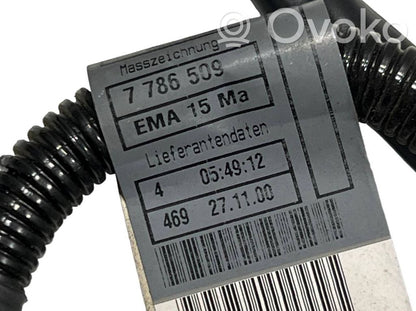 Ovoko
Masszeichnung
7 786 509
EMA 15 Ma
Lieferantendaten
4 05:49:12
469 27.11.00